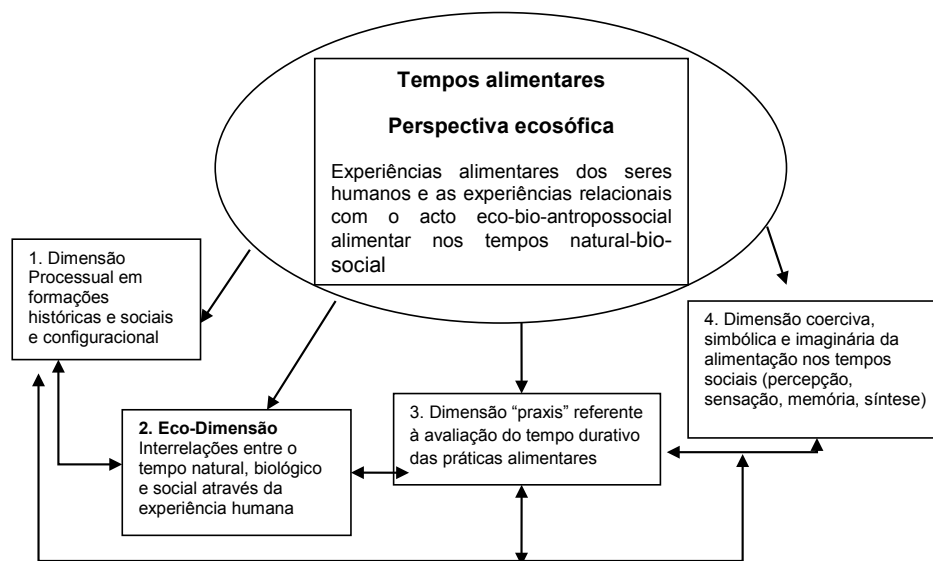 Tempos alimentares
Perspectiva ecosófica
Experiências alimentares dos seres
humanos e as experiências relacionais
com o acto eco-bio-antropossocial
alimentar nos tempos natural-bio-
social
1. Dimensão
Processual em
formações
históricas e sociais
e configuracional
2. Eco-Dimensão
Interrelações entre o
tempo natural, biológico
e social através da
experiência humana
3. Dimensão “praxis” referente
à avaliação do tempo durativo
das práticas alimentares
4. Dimensão coerciva,
simbólica e imaginária da
alimentação nos tempos
sociais (percepção,
sensação, memória, síntese)